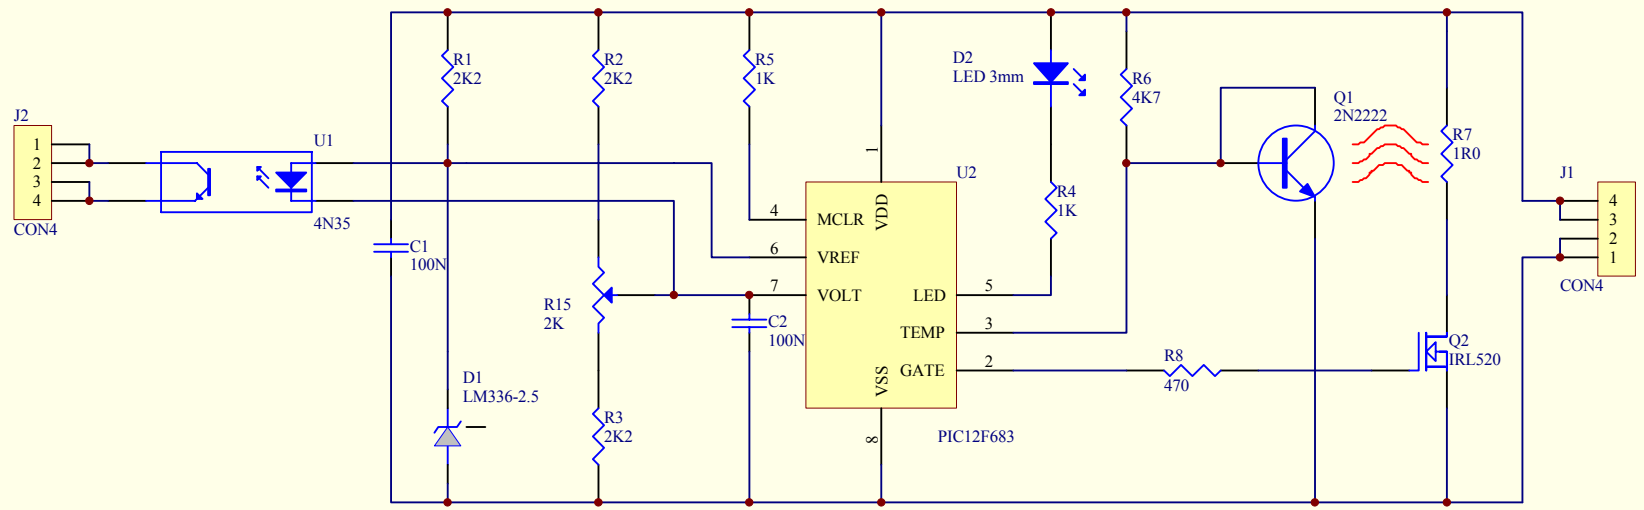 J2
1
2
3
4
CON4
U1
4N35
C1
100N
R1
2K2
D1
LM336-2.5
R2
2K2
R15
2K
R3
2K2
R5
1K
C2
100N
U2
PIC12F683
1
VDD
4 MCLR
6 VREF
7 VOLT
LED 5
TEMP 3
GATE 2
VSS
8
D2
LED 3mm
R4
1K
R6
4K7
R8
470
Q1
2N2222
R7
1R0
Q2
IRL520
J1
4
3
2
1
CON4